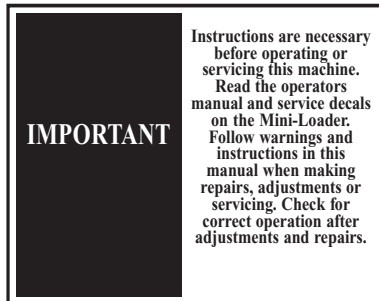 IMPORTANT
Instructions are necessary
before operating or
servicing this machine.
Read the operators
manual and service decals
on the Mini-Loader.
Follow warnings and
instructions in this
manual when making
repairs, adjustments or
servicing. Check for
correct operation after
adjustments and repairs.